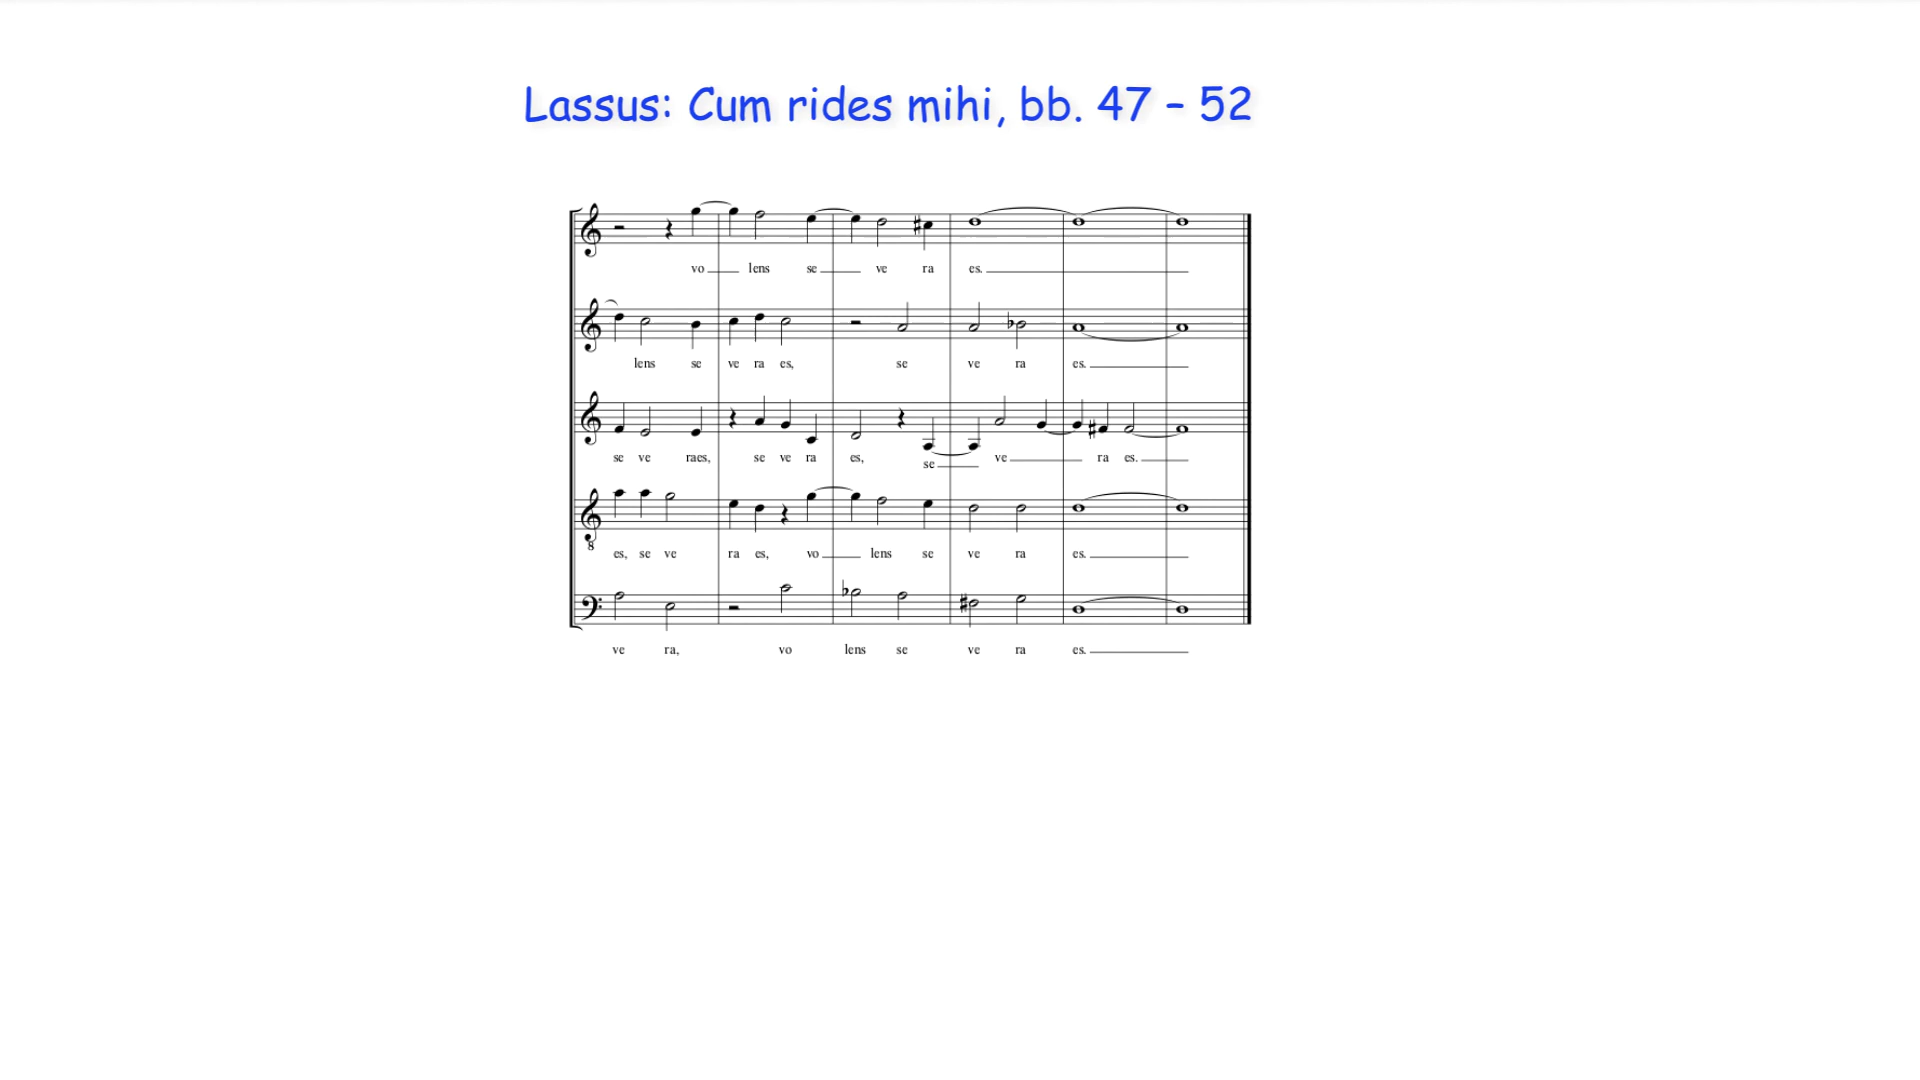 Lassus: Cum rides mihi, bb. 47 – 52
vo lens se ve ra es.
lens se ve ra es, se ve ra es.
se ve raes, se ve ra es, se ve ra es.
8
es, se ve ra es, vo lens se ve ra es.
ve ra, vo lens se ve ra es.